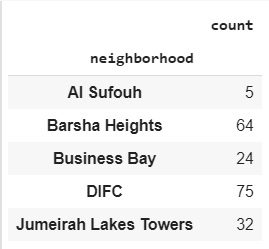 count
neighborhood
Al Sufouh 5
Barsha Heights 64
Business Bay 24
DIFC 75
Jumeirah Lakes Towers 32